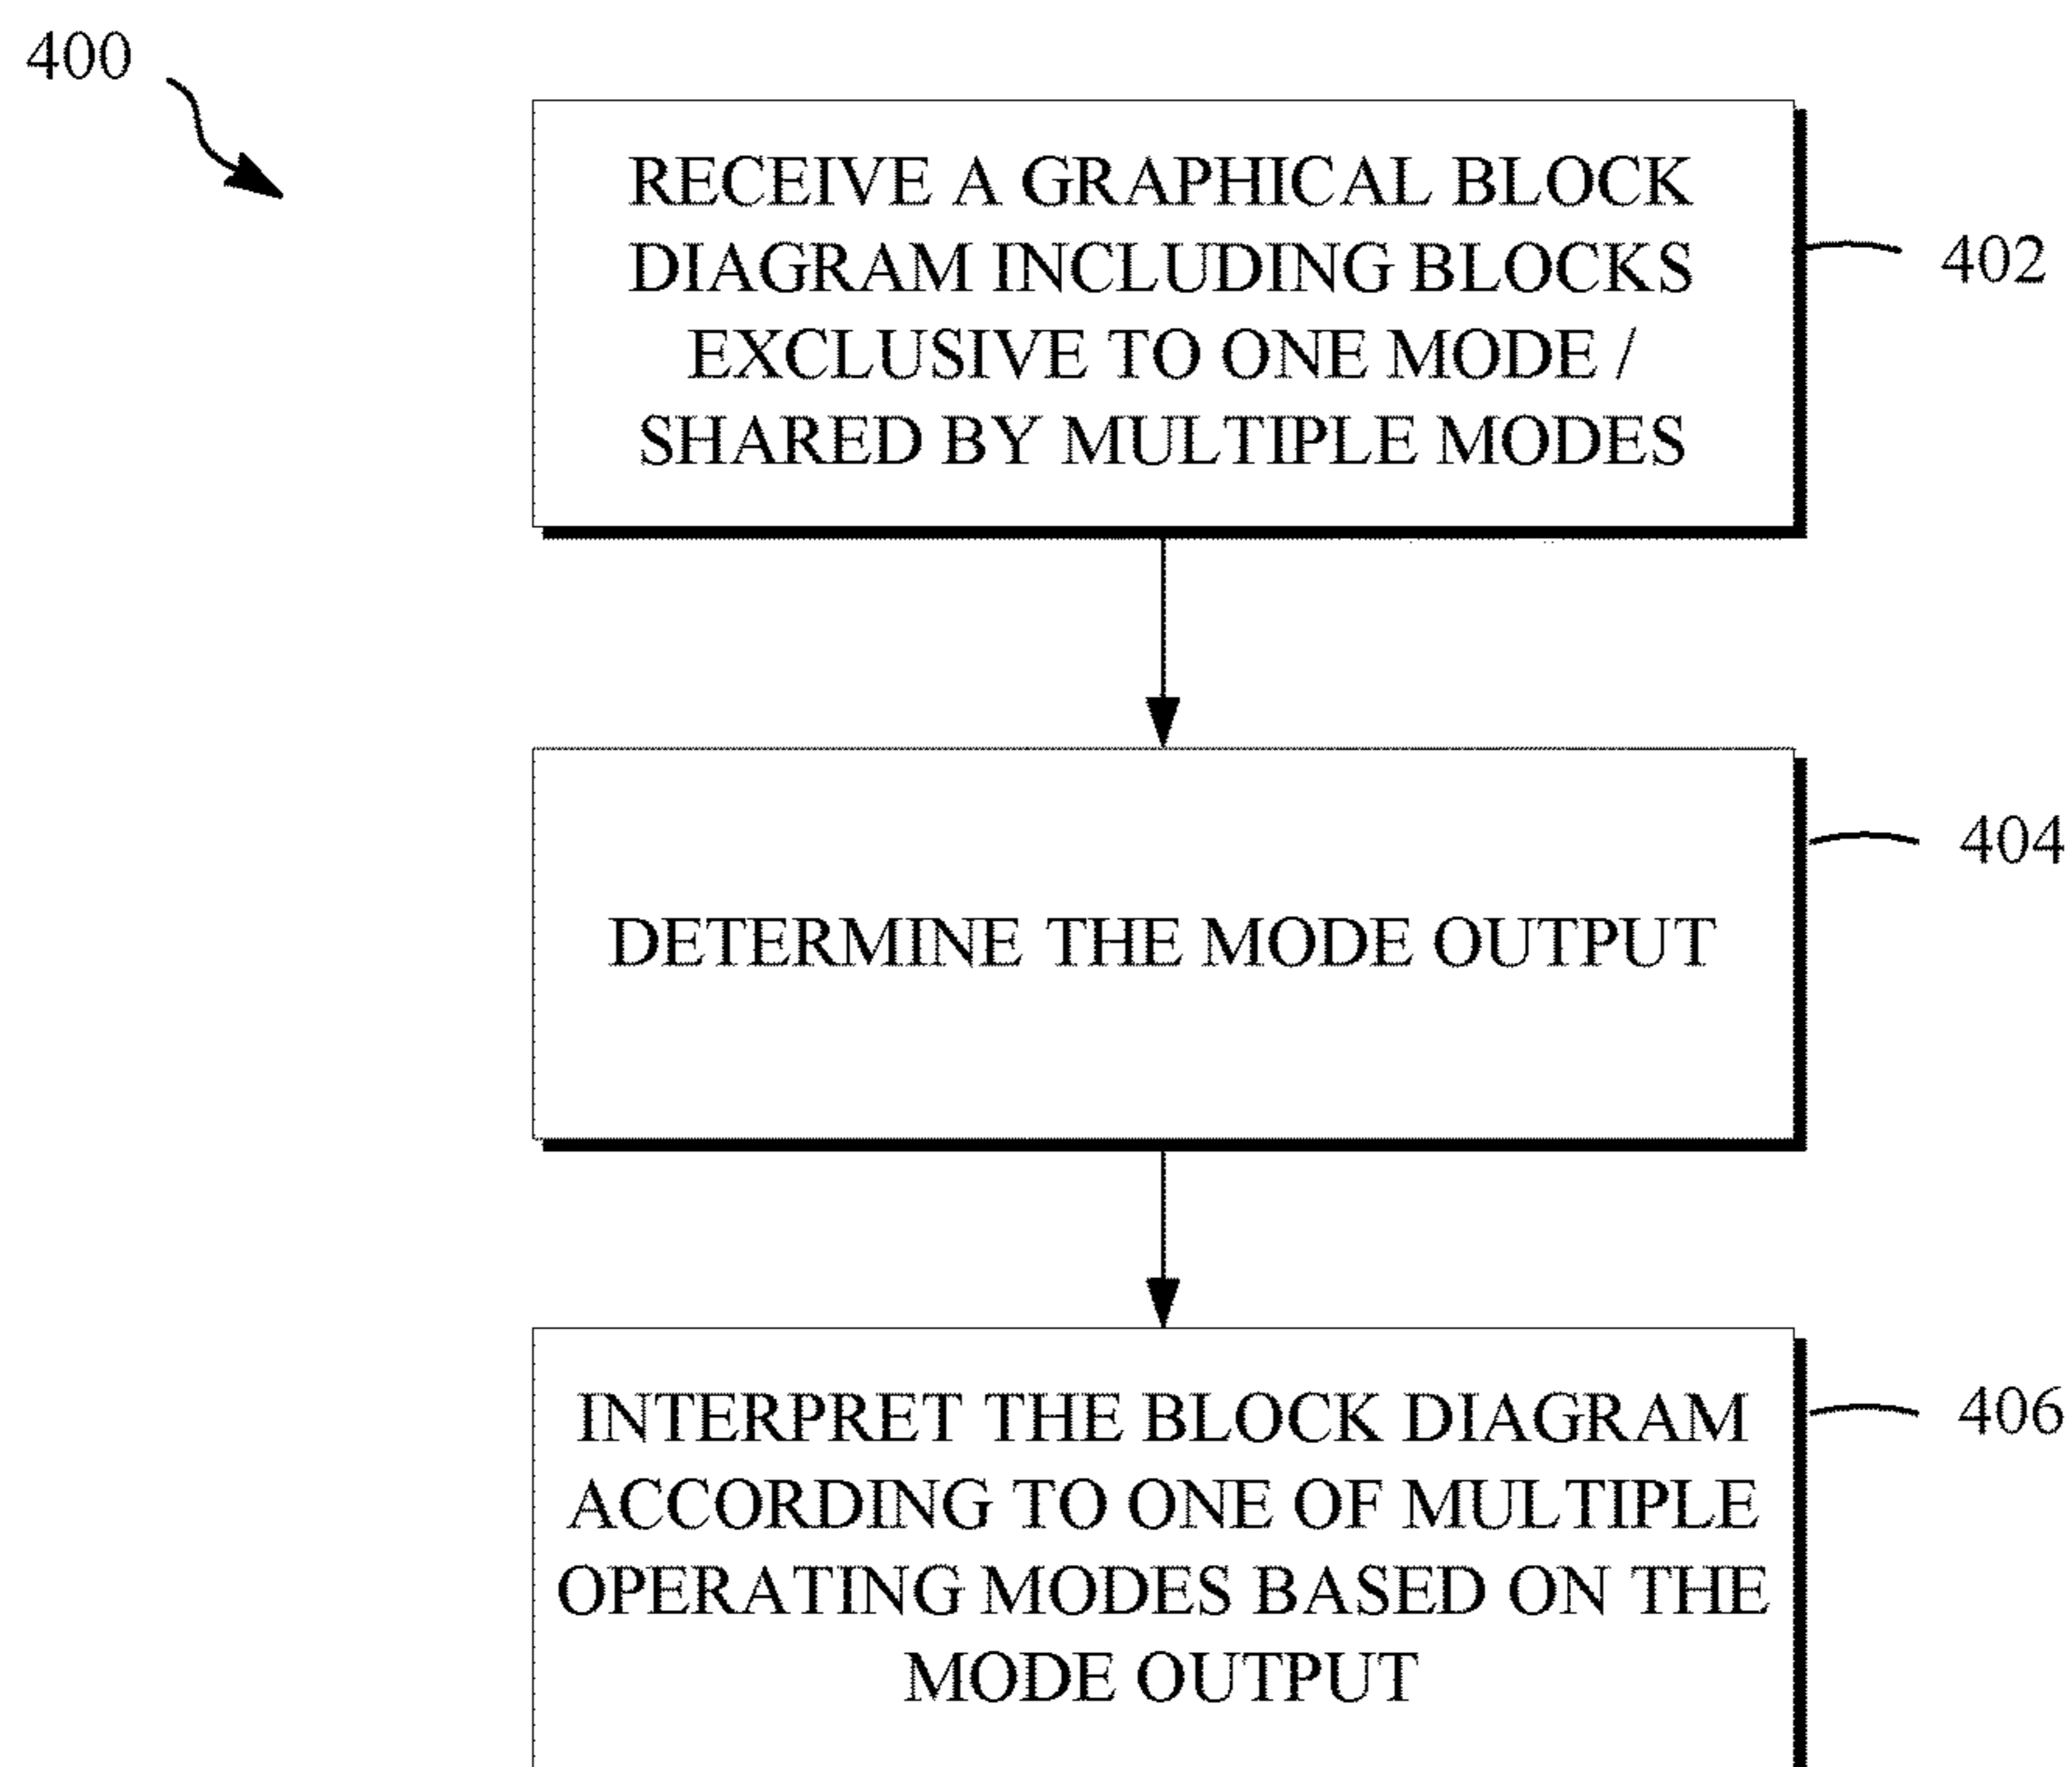 400
RECEIVE A GRAPHICAL BLOCK
DIAGRAM INCLUDING BLOCKS
EXCLUSIVE TO ONE MODE /
SHARED BY MULTIPLE MODES
402
DETERMINE THE MODE OUTPUT
404
INTERPRET THE BLOCK DIAGRAM
ACCORDING TO ONE OF MULTIPLE
OPERATING MODES BASED ON THE
MODE OUTPUT
406